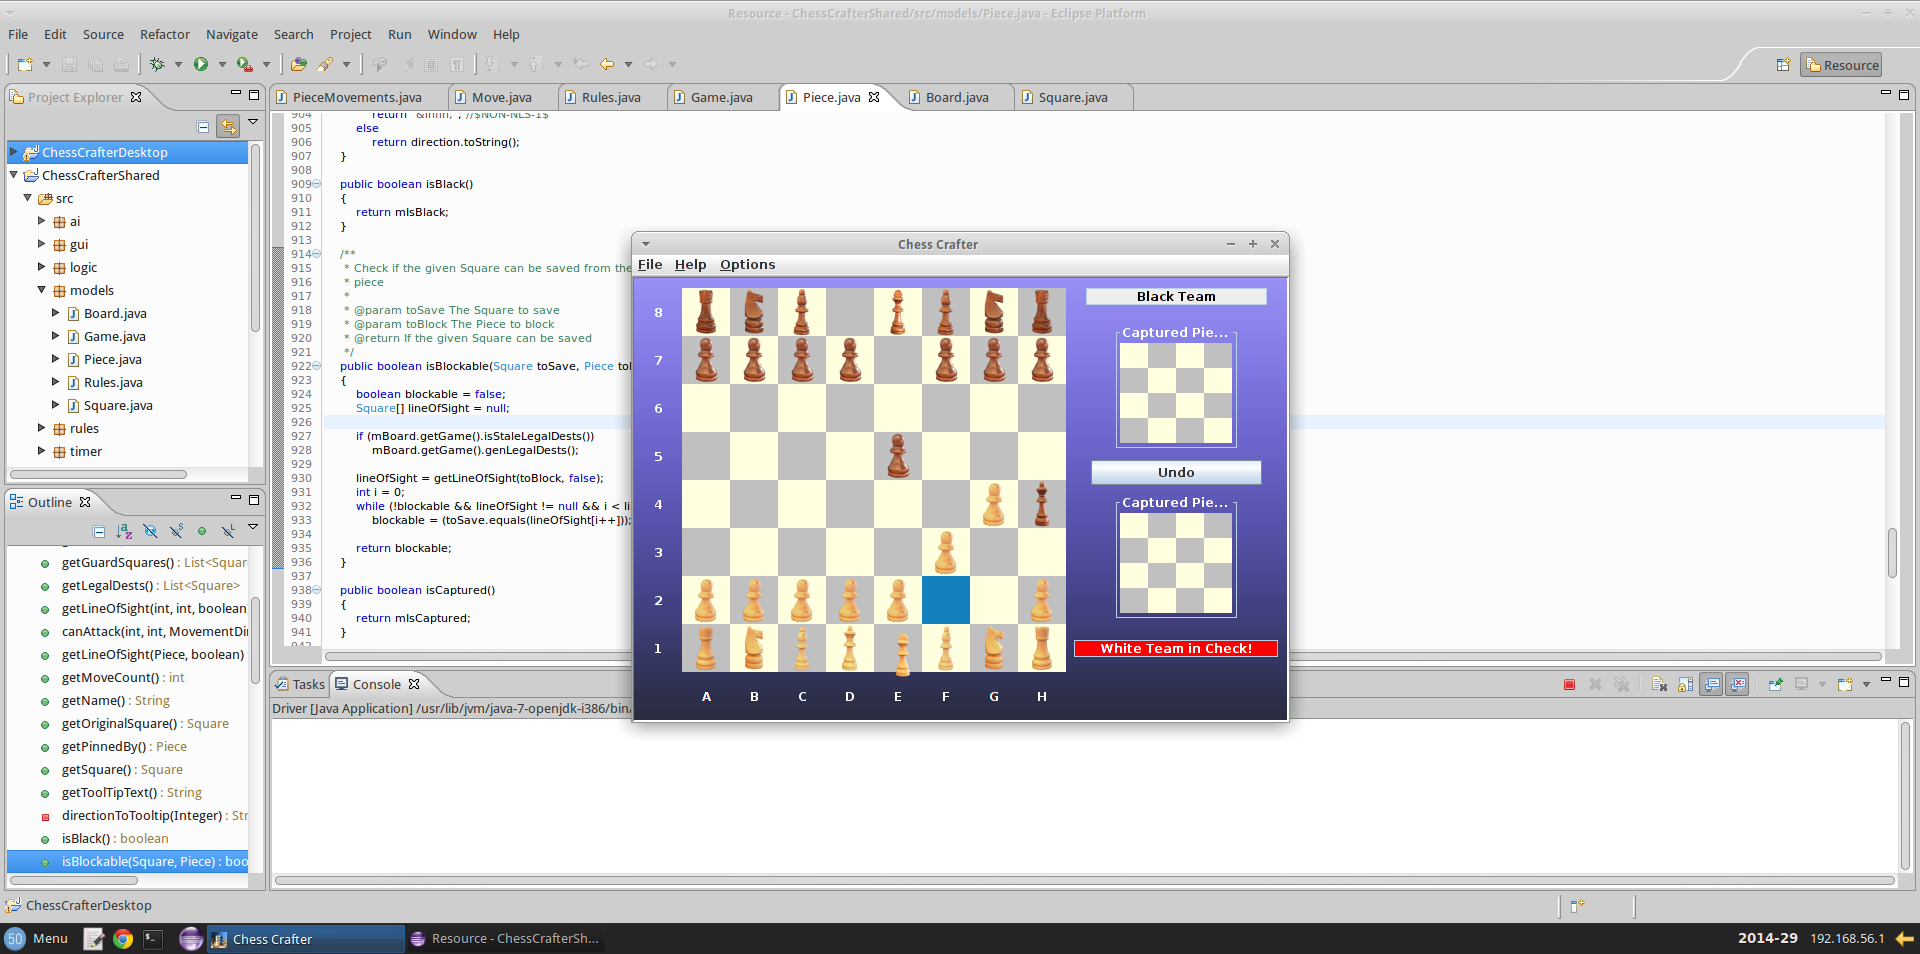 Resource - ChessCrafterShared/src/models/Piece.java - Eclipse Platform
File Edit Source Refactor Navigate Search Project Run Window Help
Resource
Project Explorer
ChessCrafterDesktop
ChessCrafterShared
src
ai
gui
logic
models
Board.java
Game.java
Piece.java
Rules.java
Square.java
rules
timer
Outline
getGuardSquares() : List<Squar
getLegalDests() : List<Square>
getLineOfSight(int, int, boolean
canAttack(int, int, MovementDi
getLineOfSight(Piece, boolean)
getMoveCount() : int
getName() : String
getOriginalSquare() : Square
getPinnedBy() : Piece
getSquare() : Square
getToolTipText() : String
directionToTooltip(Integer) : Str
isBlack() : boolean
isBlockable(Square, Piece) : boo
PieceMovements.java Move.java Rules.java Game.java Piece.java Board.java Square.java
904 return "&infin;"; //$NON-NLS-1$
905 else
906 return direction.toString();
907 }
908
909 public boolean isBlack()
910 {
911 return mIsBlack;
912 }
913
914 /**
915 * Check if the given Square can be saved from the
916 * piece
917 *
918 * @param toSave The Square to save
919 * @param toBlock The Piece to block
920 * @return If the given Square can be saved
921 */
922 public boolean isBlockable(Square toSave, Piece
923 {
924 boolean blockable = false;
925 Square[] lineOfSight = null;
926
927 if (mBoard.getGame().isStaleLegalDests())
928 mBoard.getGame().genLegalDests();
929
930 lineOfSight = getLineOfSight(toBlock, false);
931 int i = 0;
932 while (!blockable && lineOfSight != null && i < li
933 blockable = (toSave.equals(lineOfSight[i++]));
934
935 return blockable;
936 }
937
938 public boolean isCaptured()
939 {
940 return mIsCaptured;
941 }
Chess Crafter
File Help Options
8
7
6
5
4
3
2
1
A B C D E F G H
Black Team
Captured Pie...
Undo
Captured Pie...
White Team in Check!
Tasks Console
Driver [Java Application] /usr/lib/jvm/java-7-openjdk-i386/bin/
ChessCrafterDesktop
50 Menu Chess Crafter Resource - ChessCrafterSh... 2014-29 192.168.56.1